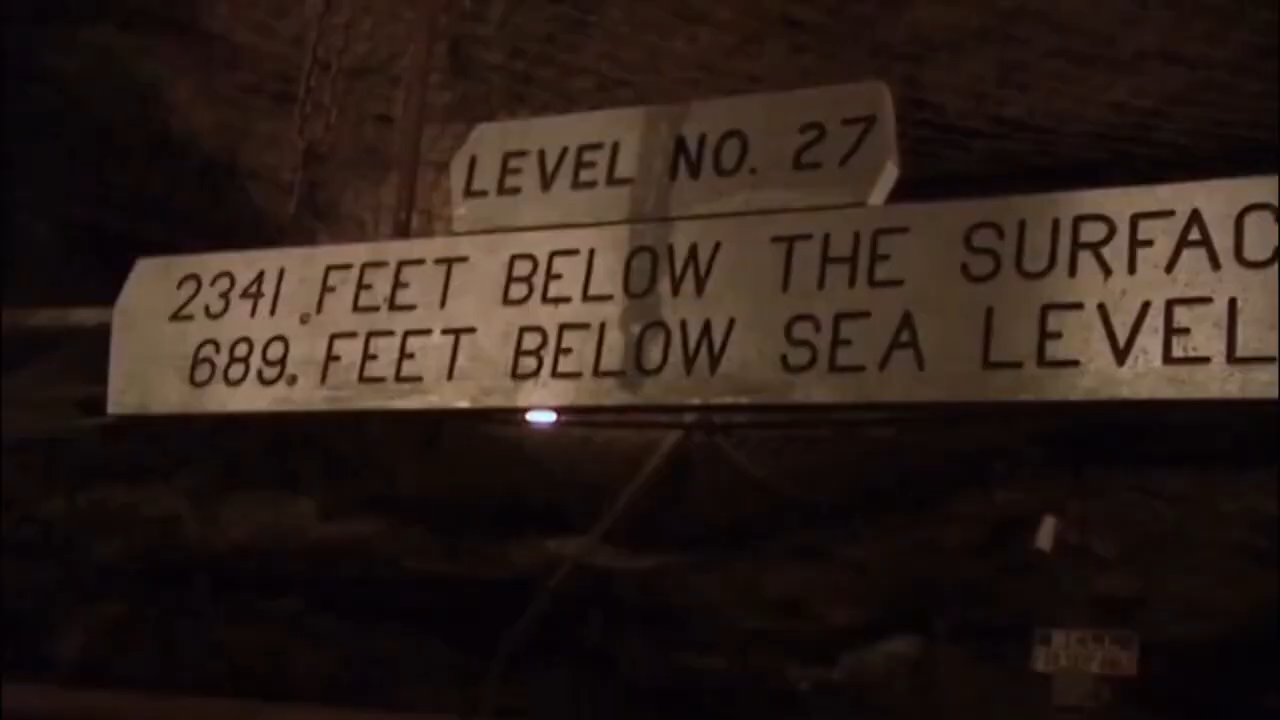 LEVEL NO. 27
2341. FEET BELOW THE SURFAC
689. FEET BELOW SEA LEVEL